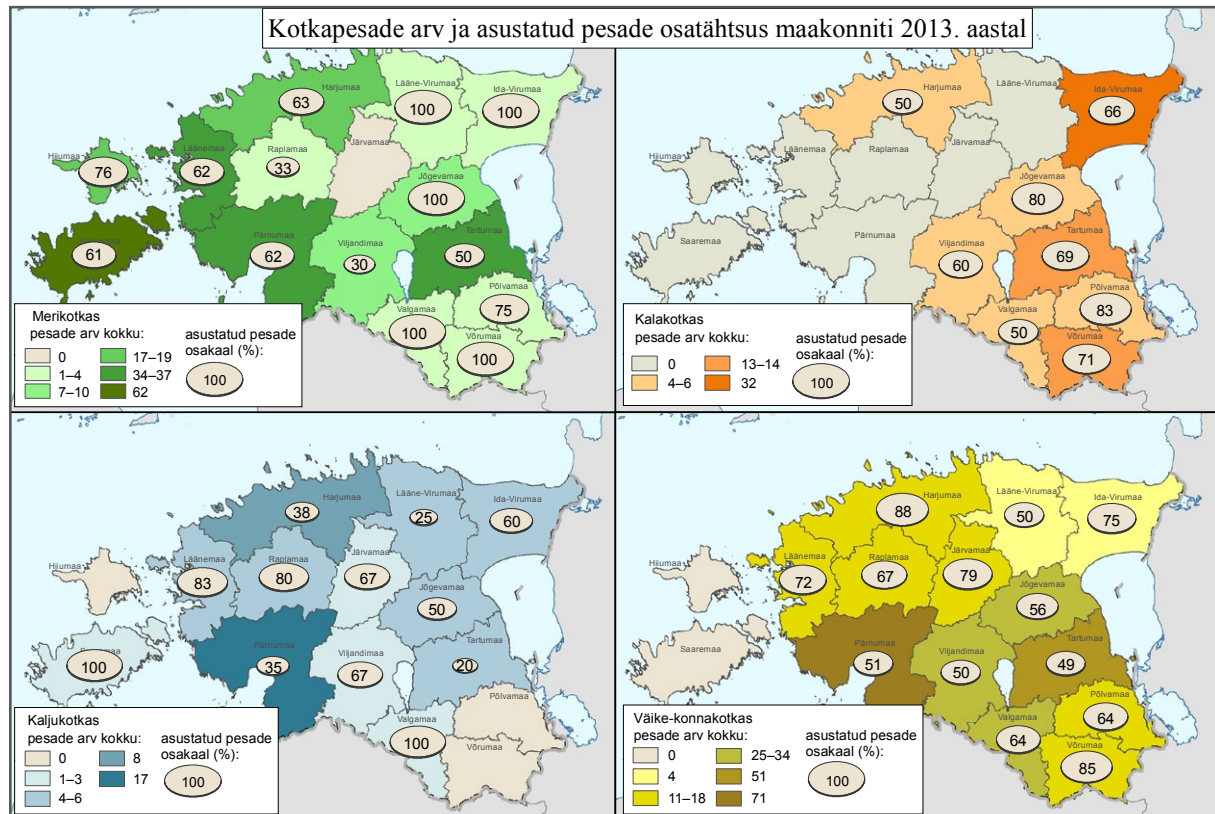 Kotkapesade arv ja asustatud pesade osatähtsus maakonniti 2013. aastal
Harjumaa
63
Lääne-Virumaa
100
Ida-Virumaa
100
Hiiumaa
76
Läänemaa
62
Raplamaa
33
Järvamaa
Jõgevamaa
100
61
Pärnumaa
62
Viljandimaa
30
Tartumaa
50
Põlvamaa
75
Valgamaa
100
Võrumaa
100
Merikotkas
pesade arv kokku:
asustatud pesade
osakaal (%):
0
1–4
7–10
17–19
34–37
62
100
Harjumaa
50
Lääne-Virumaa
Ida-Virumaa
66
Hiiumaa
Läänemaa
Raplamaa
Järvamaa
Jõgevamaa
80
Saaremaa
Pärnumaa
Viljandimaa
60
Tartumaa
69
Põlvamaa
83
Valgamaa
50
Võrumaa
71
Kalakotkas
pesade arv kokku:
asustatud pesade
osakaal (%):
0
4–6
13–14
32
100
Harjumaa
38
Lääne-Virumaa
25
Ida-Virumaa
60
Hiiumaa
Läänemaa
83
Raplamaa
80
Järvamaa
67
Jõgevamaa
50
100
Pärnumaa
35
Viljandimaa
67
Tartumaa
20
Põlvamaa
Valgamaa
100
Võrumaa
Kaljukotkas
pesade arv kokku:
asustatud pesade
osakaal (%):
0
1–3
4–6
8
17
100
Harjumaa
88
Lääne-Virumaa
50
Ida-Virumaa
75
Hiiumaa
Läänemaa
72
Raplamaa
67
Järvamaa
79
Jõgevamaa
56
Saaremaa
Pärnumaa
51
Viljandimaa
50
Tartumaa
49
Põlvamaa
64
Valgamaa
64
Võrumaa
85
Väike-konnakotkas
pesade arv kokku:
asustatud pesade
osakaal (%):
0
4
11–18
25–34
51
71
100